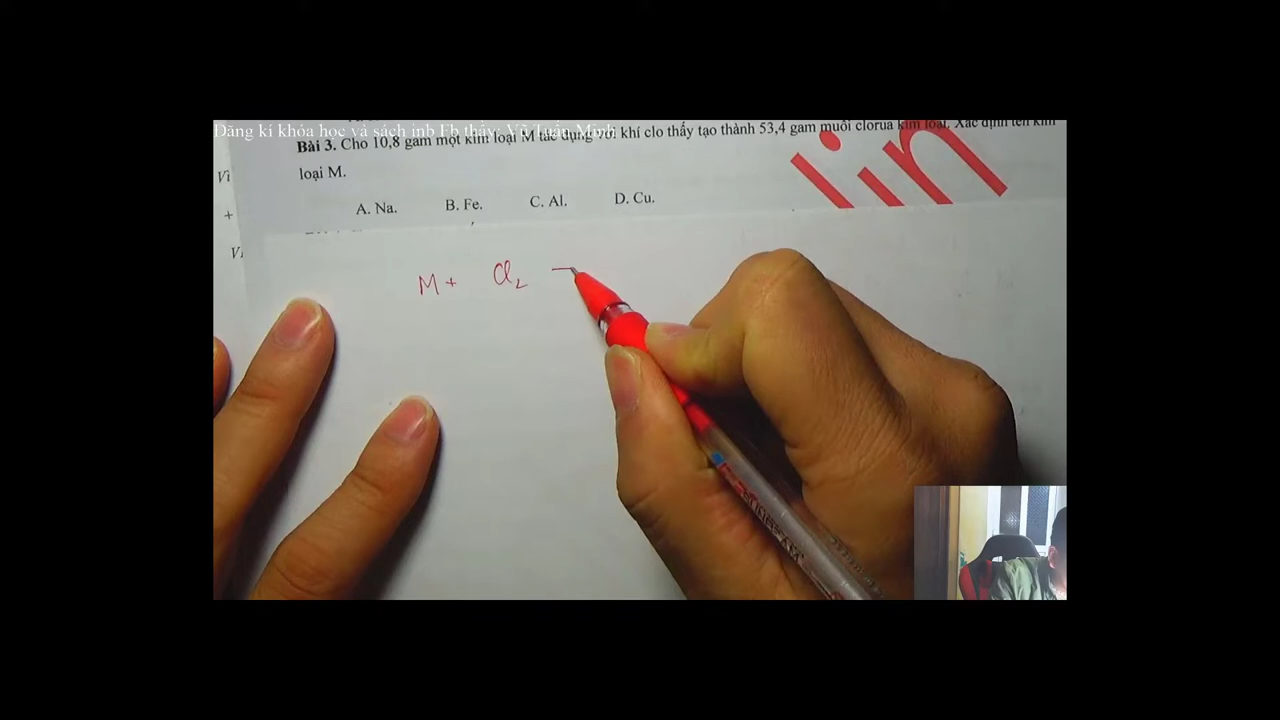 Đăng kí khóa học và sách inb Fb thầy: Vũ Tuấn Minh
Bài 3. Cho 10,8 gam một kim loại M tác dụng với khí clo thấy tạo thành 53,4 gam muối clorua kim loại. Xác định tên kim
loại M.
A. Na. B. Fe. C. Al. D. Cu.
M + Cl₂
Vì
+
lin